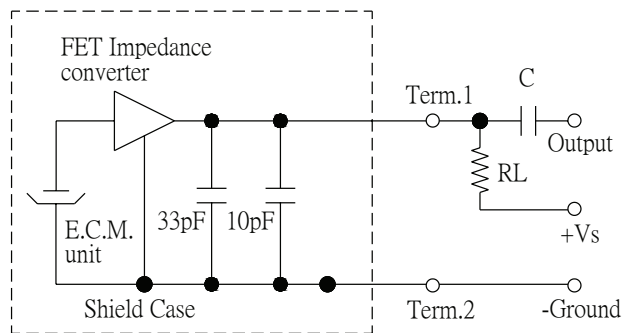 FET Impedance
converter
Term.1
C
Output
RL
33pF
10pF
+Vs
E.C.M.
unit
Shield Case
Term.2
-Ground